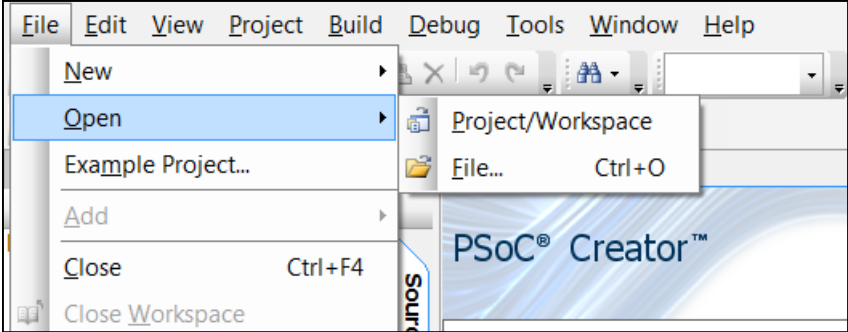 File Edit View Project Build Debug Tools Window Help
New
Open
Project/Workspace
Example Project...
File... Ctrl+O
Add
PSoC® Creator™
Close Ctrl+F4
Close Workspace